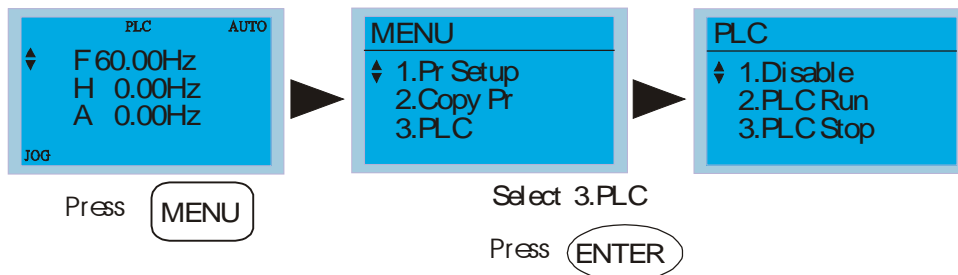 PLC AUTO
F 60.00Hz
H 0.00Hz
A 0.00Hz
JOG
Press MENU
MENU
1.Pr Setup
2.Copy Pr
3.PLC
Select 3.PLC
Press ENTER
PLC
1.Disable
2.PLC Run
3.PLC Stop